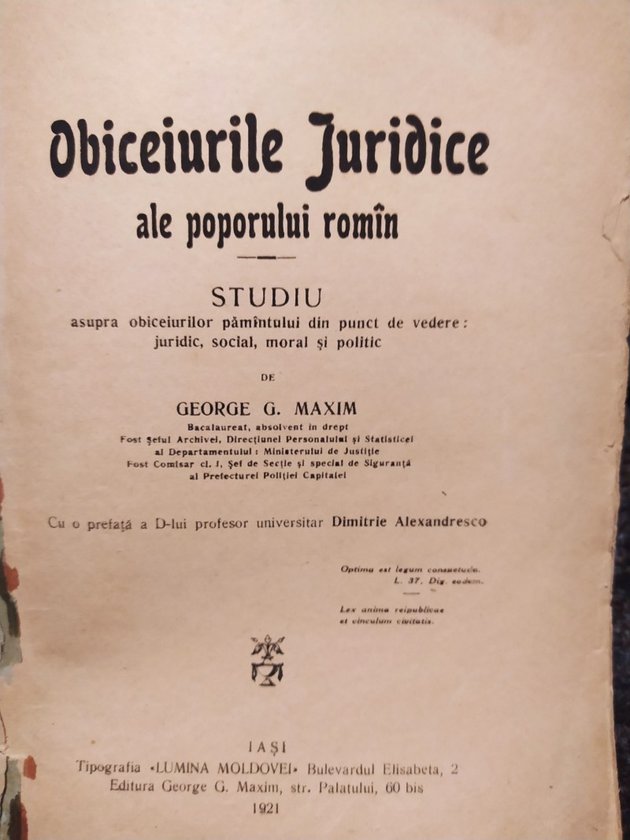 Obiceiurile Juridice
ale poporului romîn
STUDIU
asupra obiceiurilor pămîntului din punct de vedere:
juridic, social, moral și politic
DE
GEORGE G. MAXIM
Bacalaureat, absolvent in drept
Fost Șeful Archivei, Direcțiunei Personalului și Statisticei
al Departamentului: Ministerului de Justiție
Fost Comisar cl. I, Șef de Secție și special de Siguranță
al Prefecturei Poliției Capitalei
Cu o prefață a D-lui profesor universitar Dimitrie Alexandresco
Optima est legum consuetudo.
L. 37, Dig. eodem.
Lex anima reipublicae
et vinculum civitatis.
IAȘI
Tipografia «LUMINA MOLDOVEI» Bulevardul Elisabeta, 2
Editura George G. Maxim, str. Palatului, 60 bis
1921